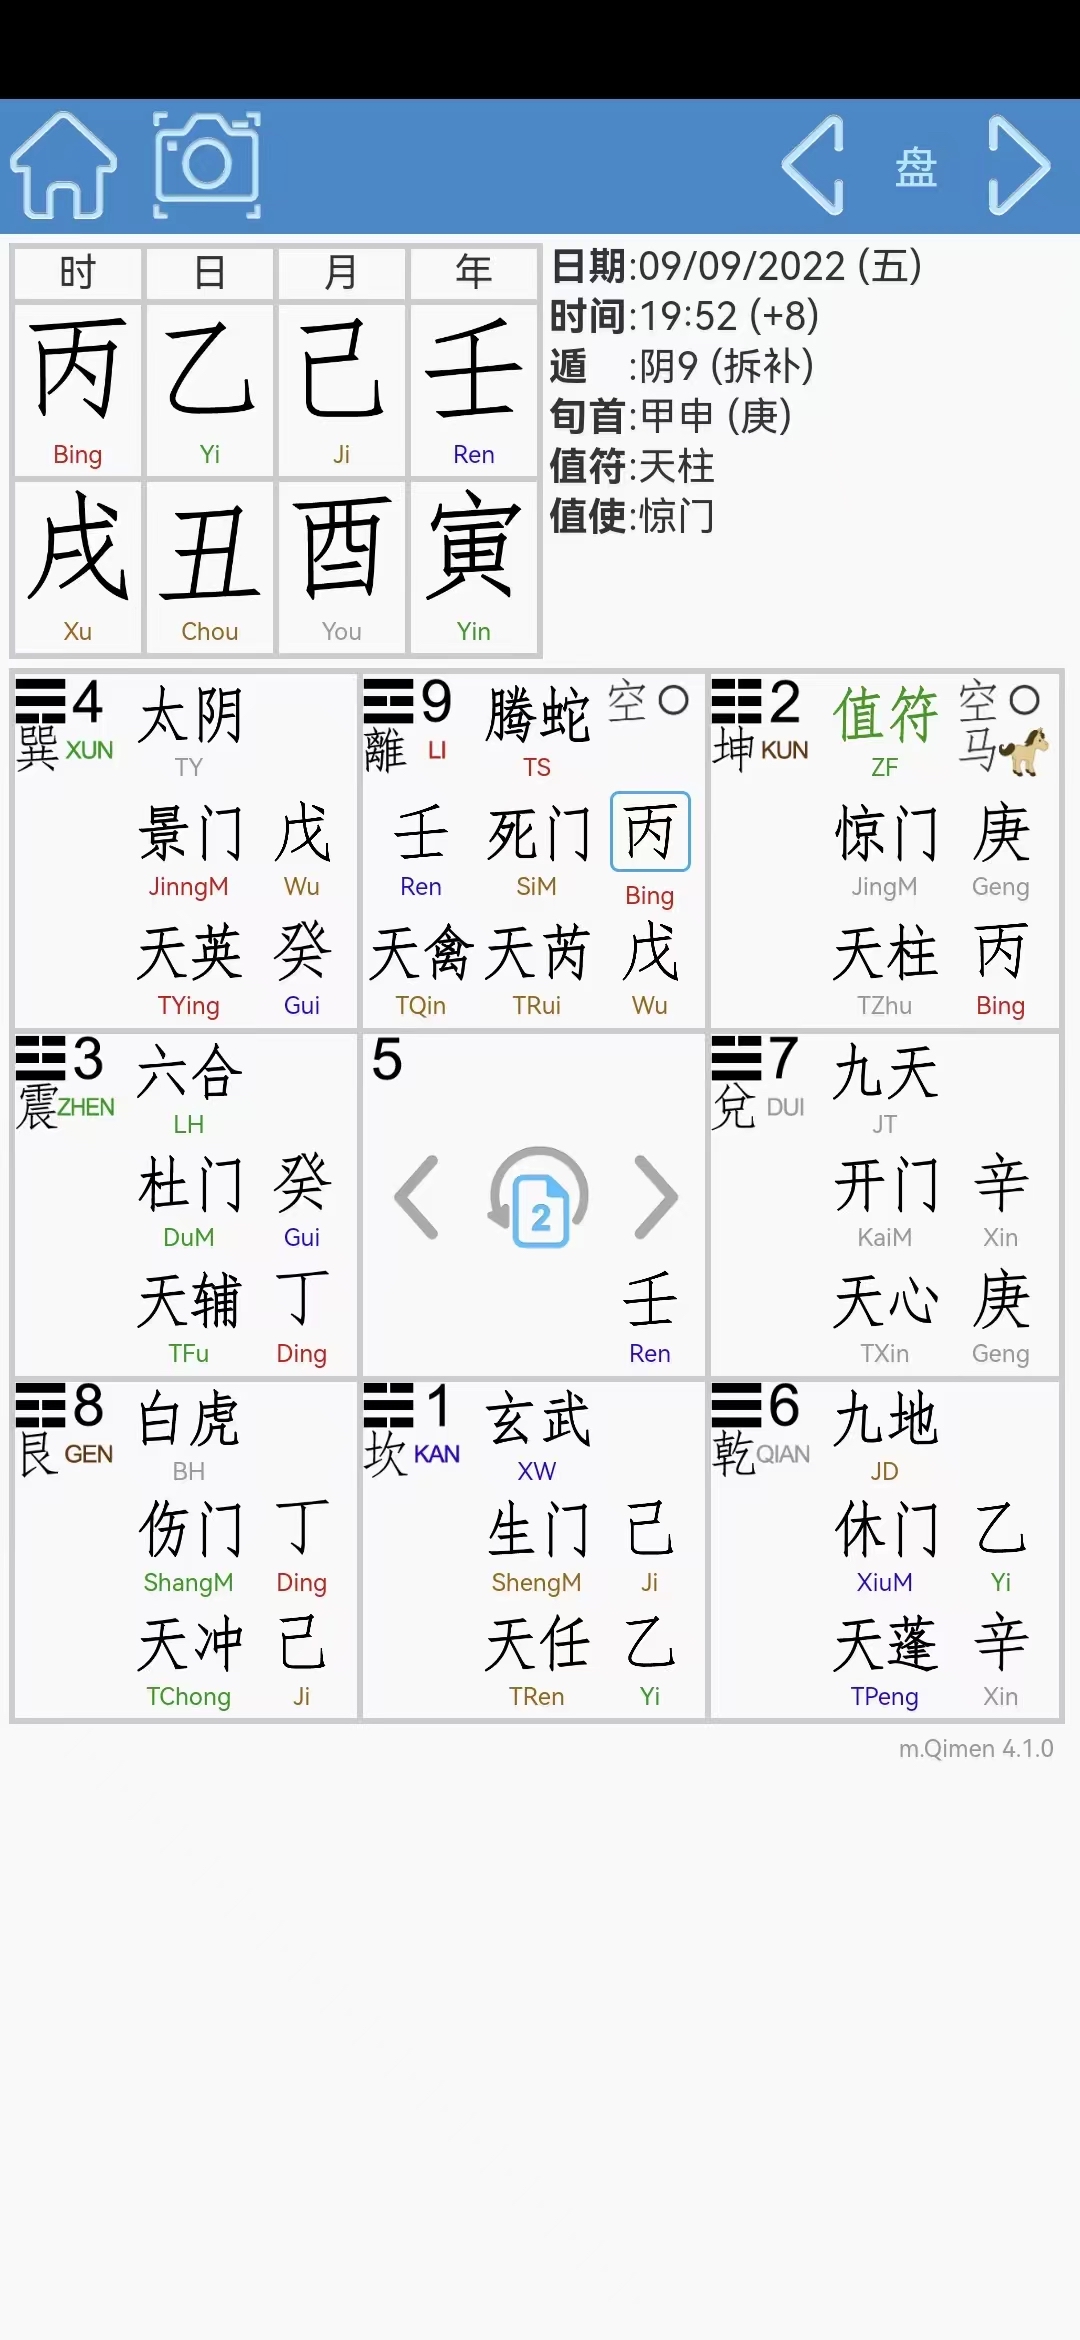 盘
时 日 月 年
丙 乙 己 壬
Bing Yi Ji Ren
戌 丑 酉 寅
Xu Chou You Yin
日期:09/09/2022 (五)
时间:19:52 (+8)
遁 :阴9 (拆补)
旬首:甲申 (庚)
值符:天柱
值使:惊门
4 太阴
巽 XUN TY
景门 戊
JinngM Wu
天英 癸
TYing Gui
9 腾蛇 空
離 LI TS
壬 死门 丙
Ren SiM Bing
天禽 天芮 戊
TQin TRui Wu
2 值符 空
坤 KUN ZF 马
惊门 庚
JingM Geng
天柱 丙
TZhu Bing
3 六合
震 ZHEN LH
杜门 癸
DuM Gui
天辅 丁
TFu Ding
5
2
壬
Ren
7 九天
兌 DUI JT
开门 辛
KaiM Xin
天心 庚
TXin Geng
8 白虎
艮 GEN BH
伤门 丁
ShangM Ding
天冲 己
TChong Ji
1 玄武
坎 KAN XW
生门 己
ShengM Ji
天任 乙
TRen Yi
6 九地
乾 QIAN JD
休门 乙
XiuM Yi
天蓬 辛
TPeng Xin
m.Qimen 4.1.0